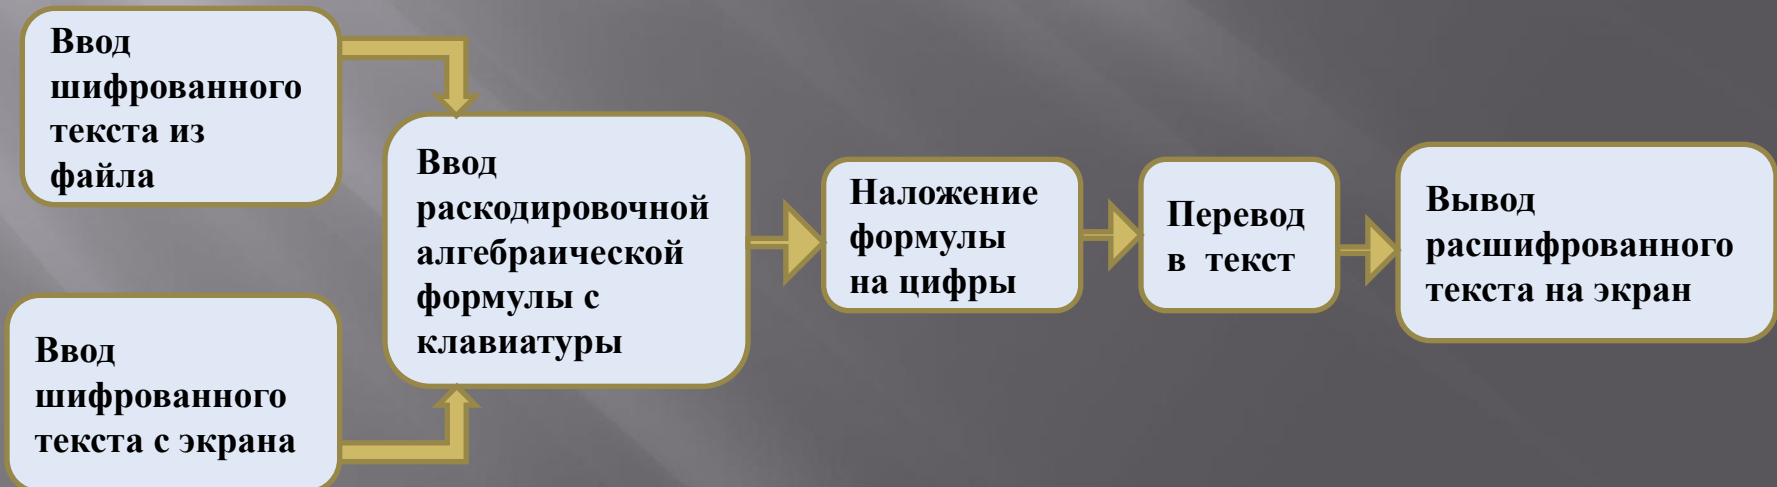 Ввод
шифрованного
текста из
файла
Ввод
шифрованного
текста с экрана
Ввод
раскодировочной
алгебраической
формулы с
клавиатуры
Наложение
формулы
на цифры
Перевод
в текст
Вывод
расшифрованного
текста на экран